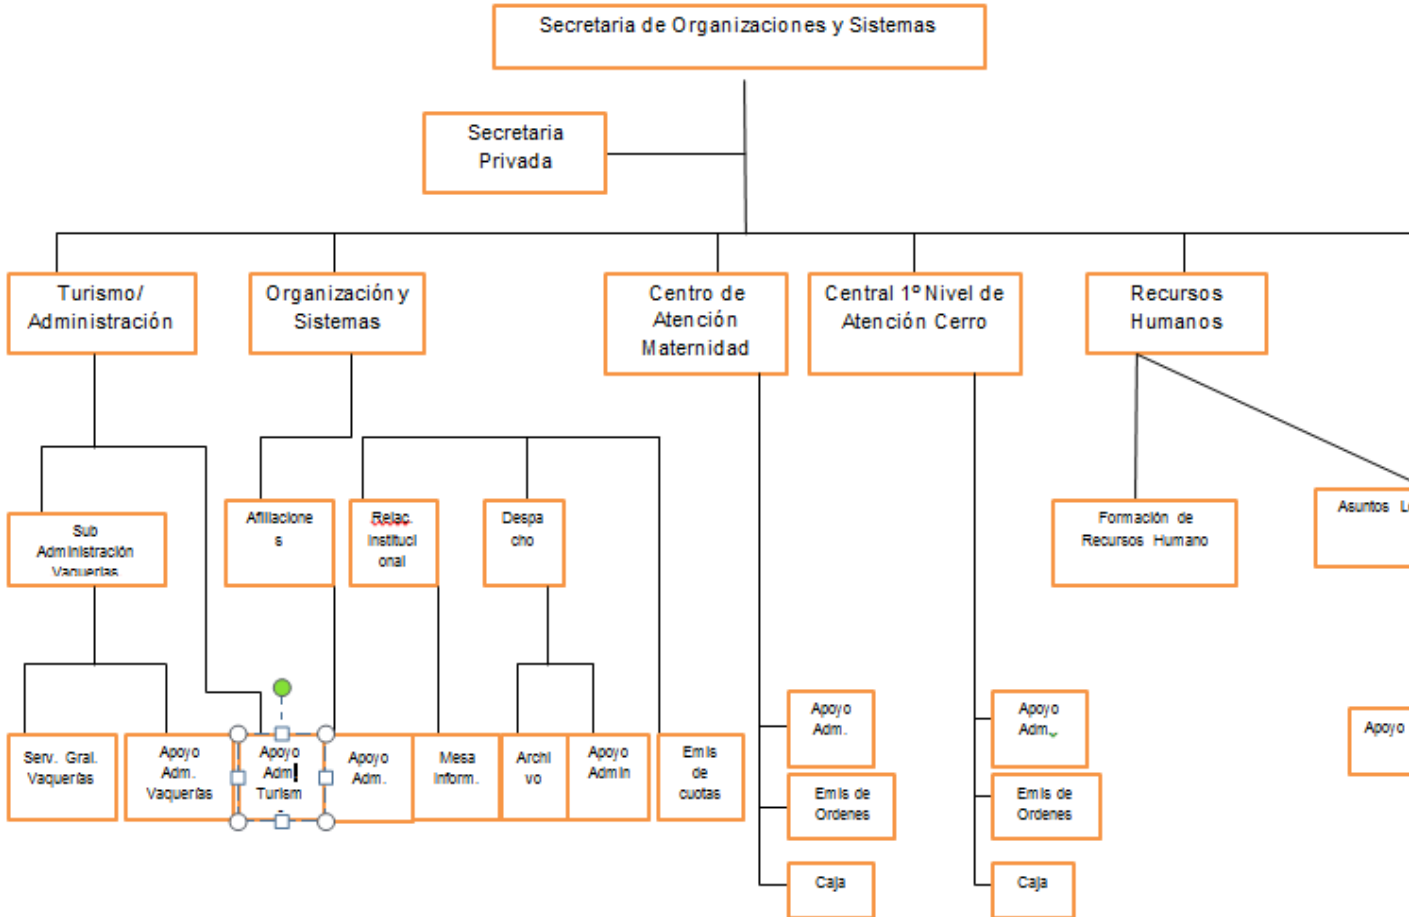 Secretaria de Organizaciones y Sistemas
Secretaria
Privada
Turismo/
Administración
Organización y
Sistemas
Centro de
Atención
Maternidad
Central 1º Nivel de
Atención Cerro
Recursos
Humanos
Sub
Administración
Vaquerías
Afiliacione
s
Relac.
Instituci
onal
Despa
cho
Formación de
Recursos Humano
Asuntos
Serv. Gral.
Vaquerías
Apoyo
Adm.
Vaquerías
Apoyo
Adm
Turism
Apoyo
Adm.
Mesa
Inform.
Archi
vo
Apoyo
Admin
Emis
de
cuotas
Apoyo
Adm.
Emis de
Ordenes
Caja
Apoyo
Adm.
Emis de
Ordenes
Caja
Apoyo